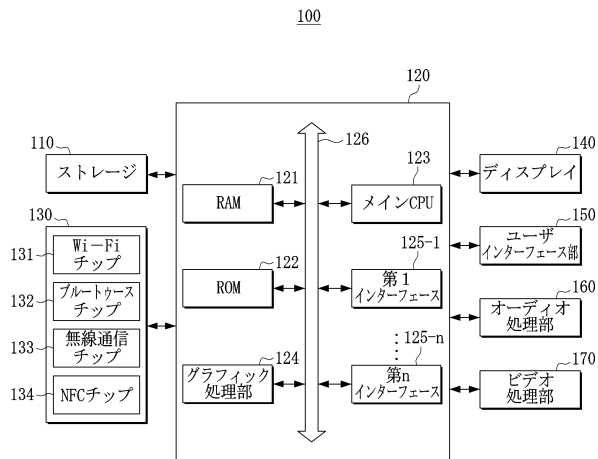 100
120
110
ストレージ
130
131
Wi-Fi
チップ
132
ブルートゥース
チップ
133
無線通信
チップ
134
NFCチップ
126
121
RAM
122
ROM
124
グラフィック
処理部
123
メインCPU
125-1
第1
インターフェース
125-n
第n
インターフェース
140
ディスプレイ
150
ユーザ
インターフェース部
160
オーディオ
処理部
170
ビデオ
処理部